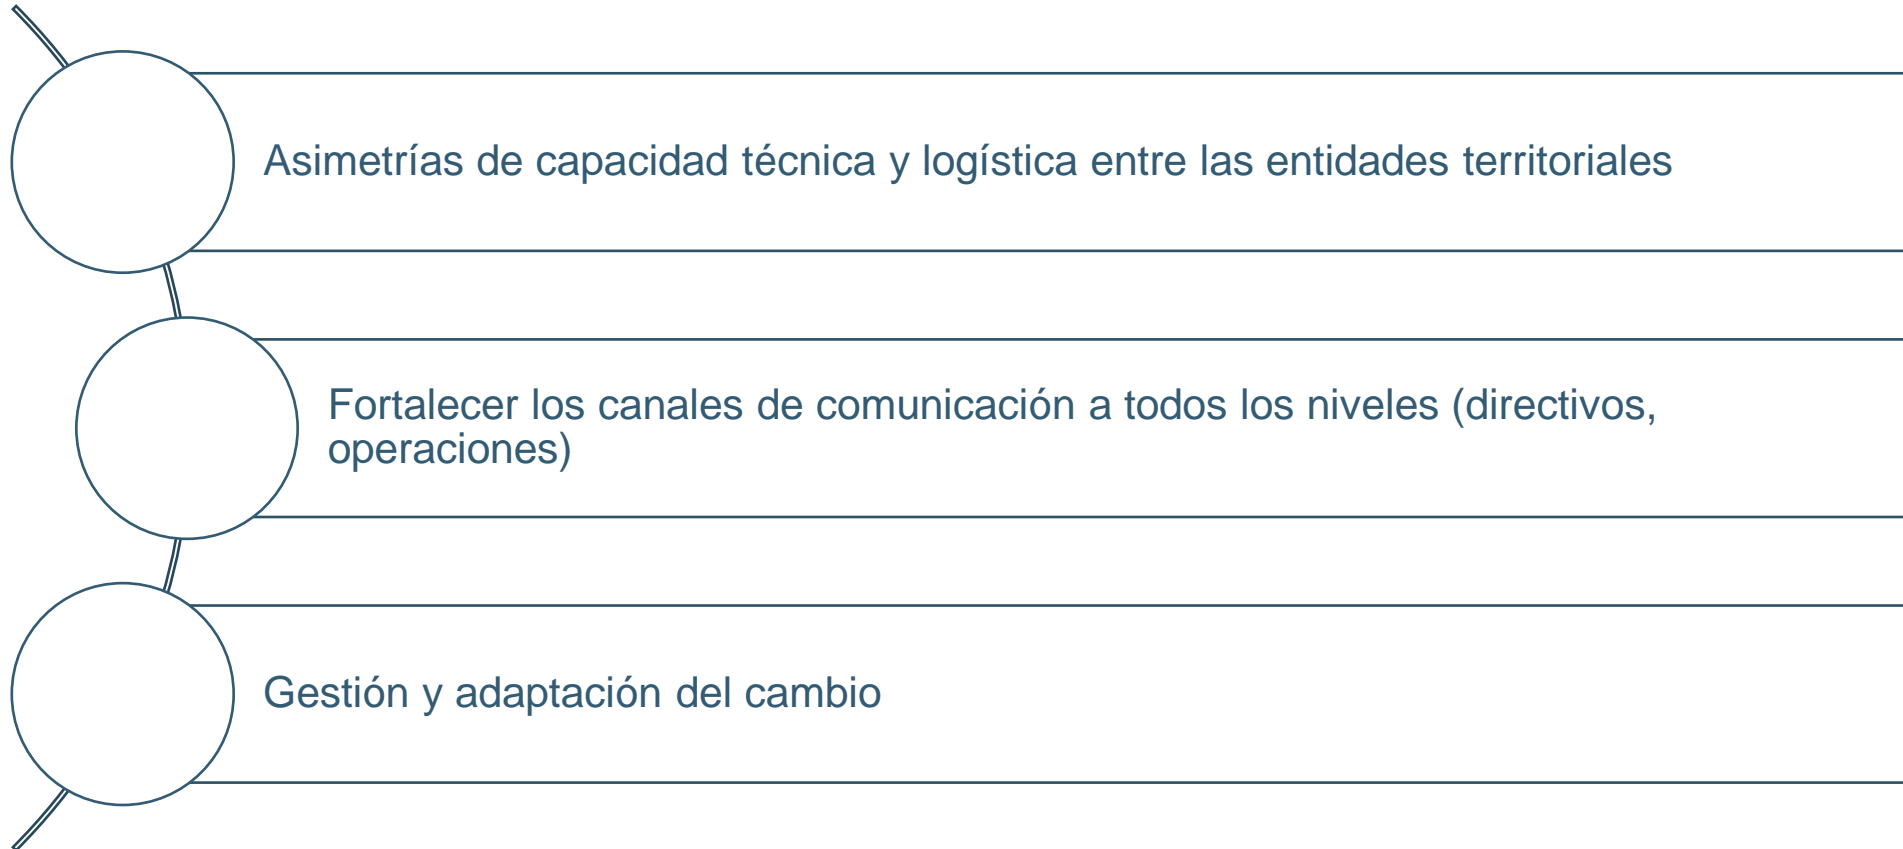 Asimetrías de capacidad técnica y logística entre las entidades territoriales
Fortalecer los canales de comunicación a todos los niveles (directivos,
operaciones)
Gestión y adaptación del cambio